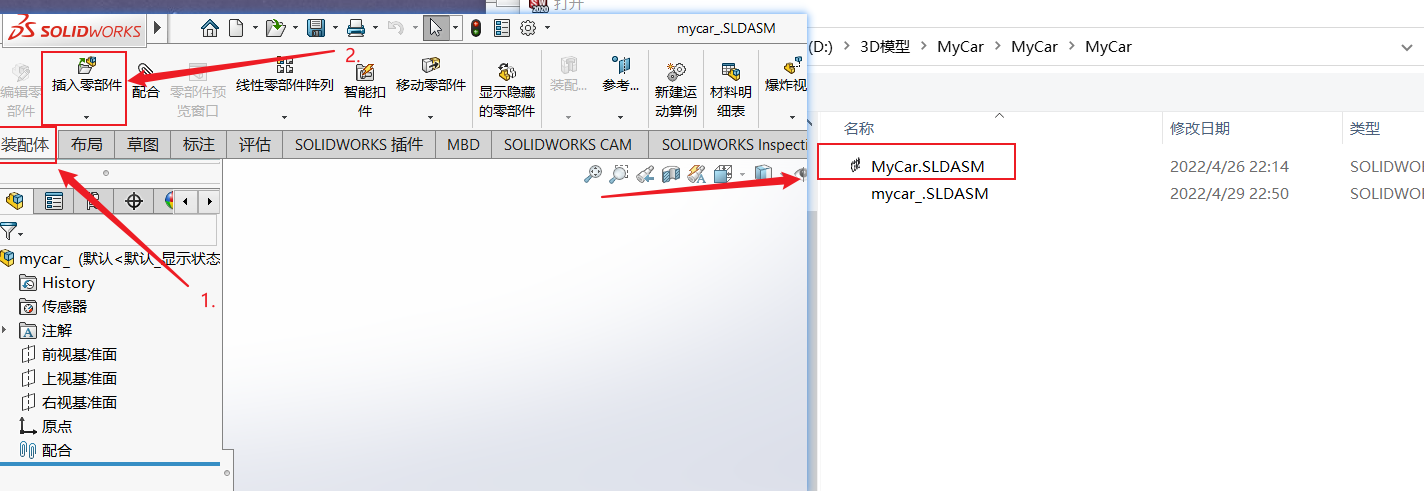 打开
SOLIDWORKS
mycar_.SLDASM
(D:) > 3D模型 > MyCar > MyCar > MyCar
2.
编辑零部件
插入零部件
配合
零部件预览窗口
线性零部件阵列
智能扣件
移动零部件
显示隐藏的零部件
装配...
参考...
新建运动算例
材料明细表
爆炸视
装配体
布局
草图
标注
评估
SOLIDWORKS 插件
MBD
SOLIDWORKS CAM
SOLIDWORKS Inspecti
名称
修改日期
类型
MyCar.SLDASM
2022/4/26 22:14
SOLIDWO
mycar_.SLDASM
2022/4/29 22:50
SOLIDWO
mycar_ (默认<默认_显示状态
History
1.
传感器
注解
前视基准面
上视基准面
右视基准面
原点
配合